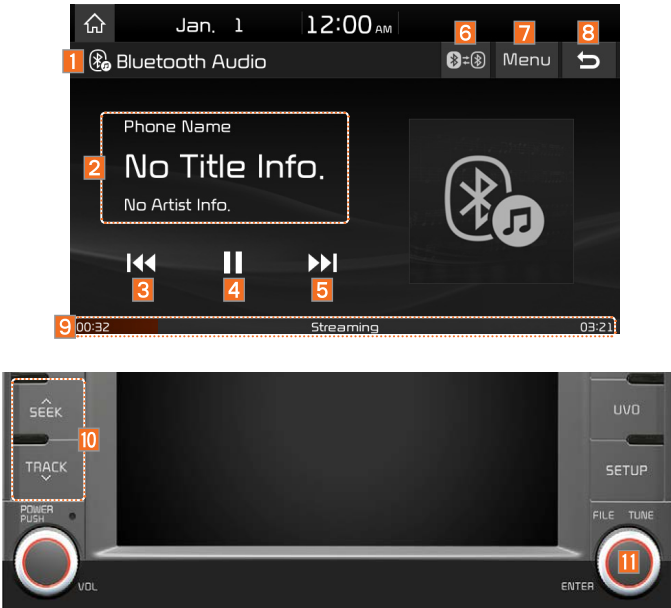 Jan. 1 12:00 AM
1 Bluetooth Audio 6 7 Menu 8
Phone Name
2 No Title Info.
No Artist Info.
3 4 5
9 00:32 Streaming 03:21
SEEK
10
TRACK
POWER
PUSH
VOL
UVO
SETUP
FILE TUNE
11
ENTER